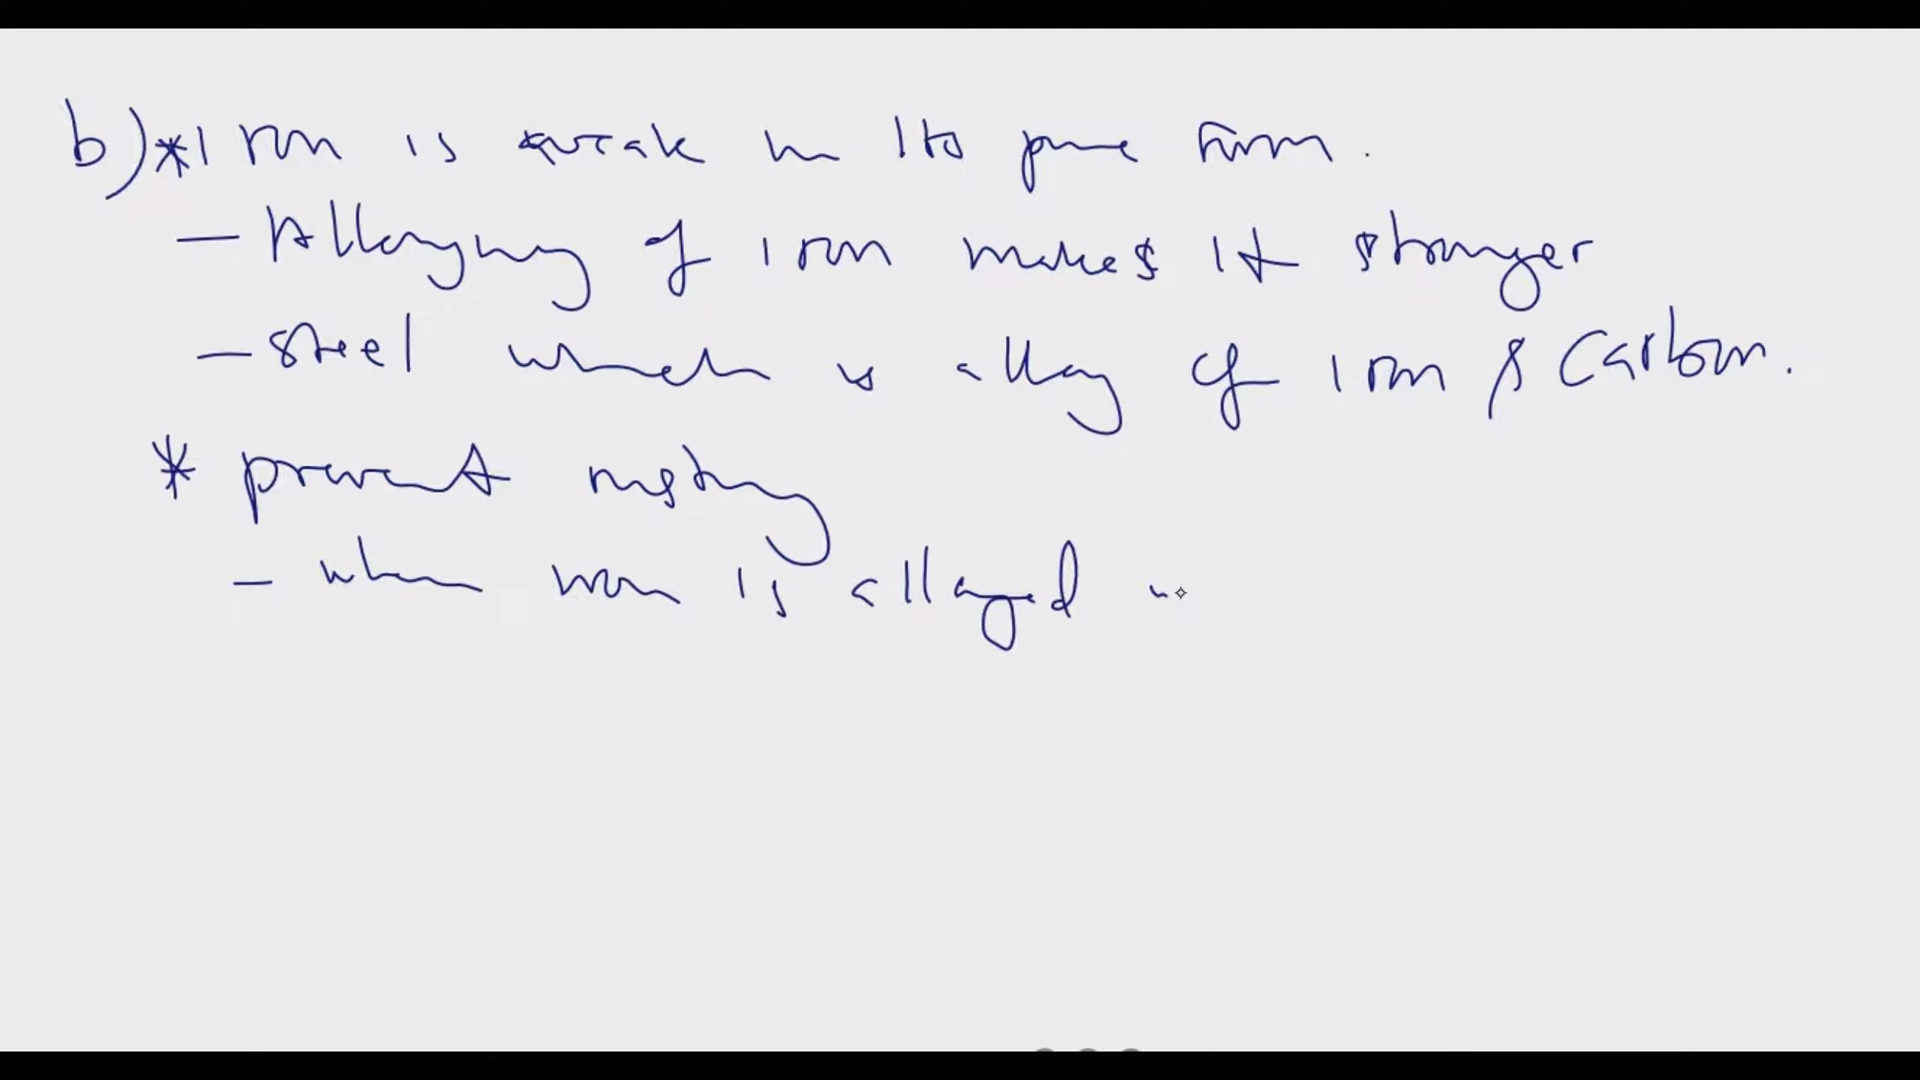 b) * Iron is weak in its pure form.
- Alloying of iron makes it stronger
- steel which is alloy of iron & Carbon.
* prevent rusting
- when iron is alloyed